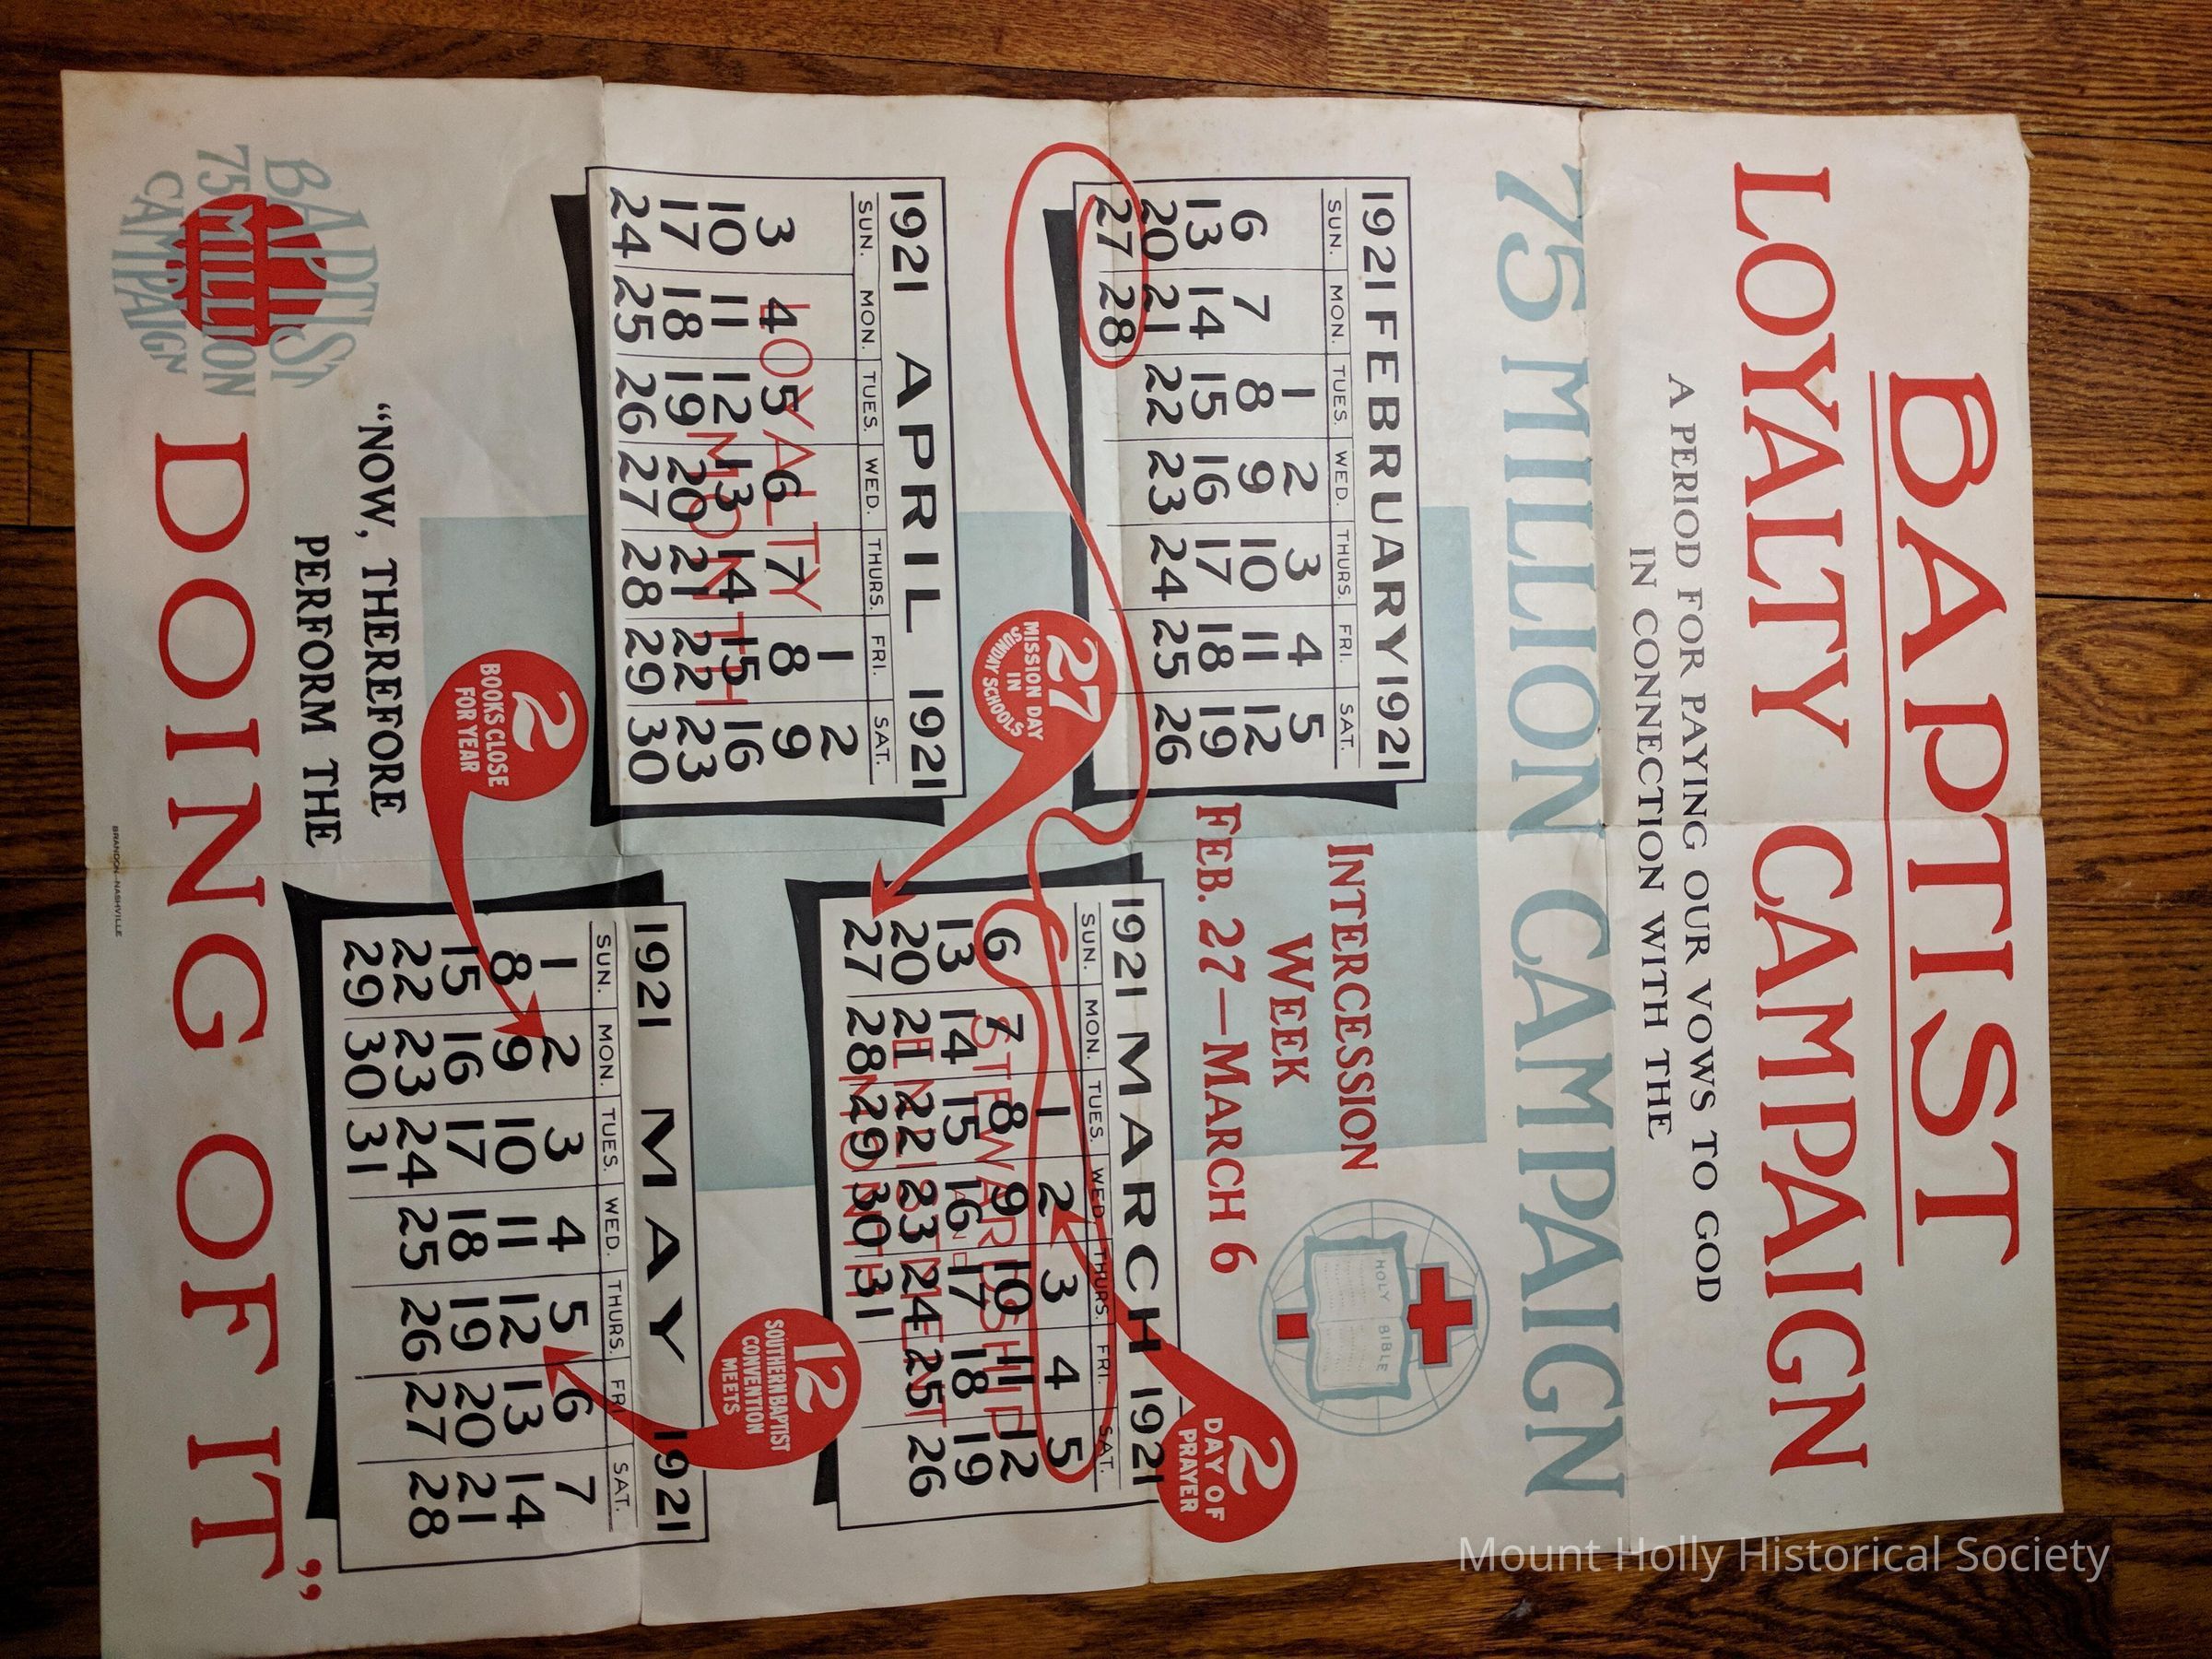 BAPTIST
LOYALTY CAMPAIGN
A PERIOD FOR PAYING OUR VOWS TO GOD
IN CONNECTION WITH THE
75 MILLION CAMPAIGN
1921 FEBRUARY 1921
SUN. MON. TUES. WED. THURS. FRI. SAT.
1 2 3 4 5
6 7 8 9 10 11 12
13 14 15 16 17 18 19
20 21 22 23 24 25 26
27 28
INTERCESSION
WEEK
FEB. 27—MARCH 6
HOLY BIBLE
2
DAY OF
PRAYER
27
MISSION DAY
IN
SUNDAY SCHOOLS
1921 MARCH 1921
SUN. MON. TUES. WED. THURS. FRI. SAT.
1 2 3 4 5
6 7 8 9 10 11 12
13 14 15 16 17 18 19
20 21 22 23 24 25 26
27 28 29 30 31
STEWARDSHIP
AND
ENLISTMENT
MONTH
1921 APRIL 1921
SUN. MON. TUES. WED. THURS. FRI. SAT.
1 2
3 4 5 6 7 8 9
10 11 12 13 14 15 16
17 18 19 20 21 22 23
24 25 26 27 28 29 30
LOYALTY
MONTH
12
SOUTHERN BAPTIST
CONVENTION
MEETS
2
BOOKS CLOSE
FOR YEAR
1921 MAY 1921
SUN. MON. TUES. WED. THURS. FRI. SAT.
1 2 3 4 5 6 7
8 9 10 11 12 13 14
15 16 17 18 19 20 21
22 23 24 25 26 27 28
29 30 31
"NOW, THEREFORE
PERFORM THE
DOING OF IT"
BAPTIST
75 MILLION
CAMPAIGN
BRANDON-NASHVILLE
Mount Holly Historical Society